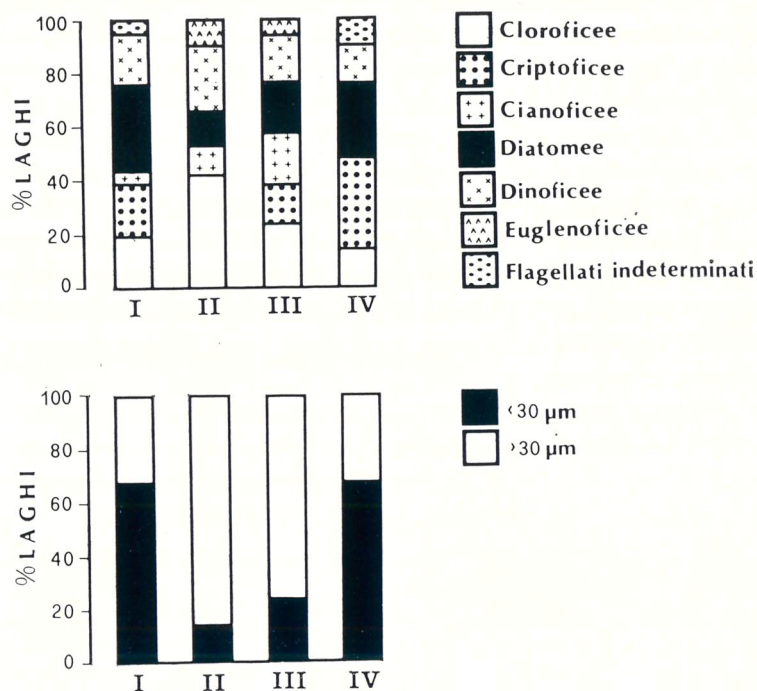 % LAGHI
100
80
60
40
20
0
I II III IV
Cloroficee
Criptoficee
Cianoficee
Diatomee
Dinoficee
Euglenoficee
Flagellati indeterminati
% LAGHI
100
80
60
40
20
0
I II III IV
<30 µm
>30 µm